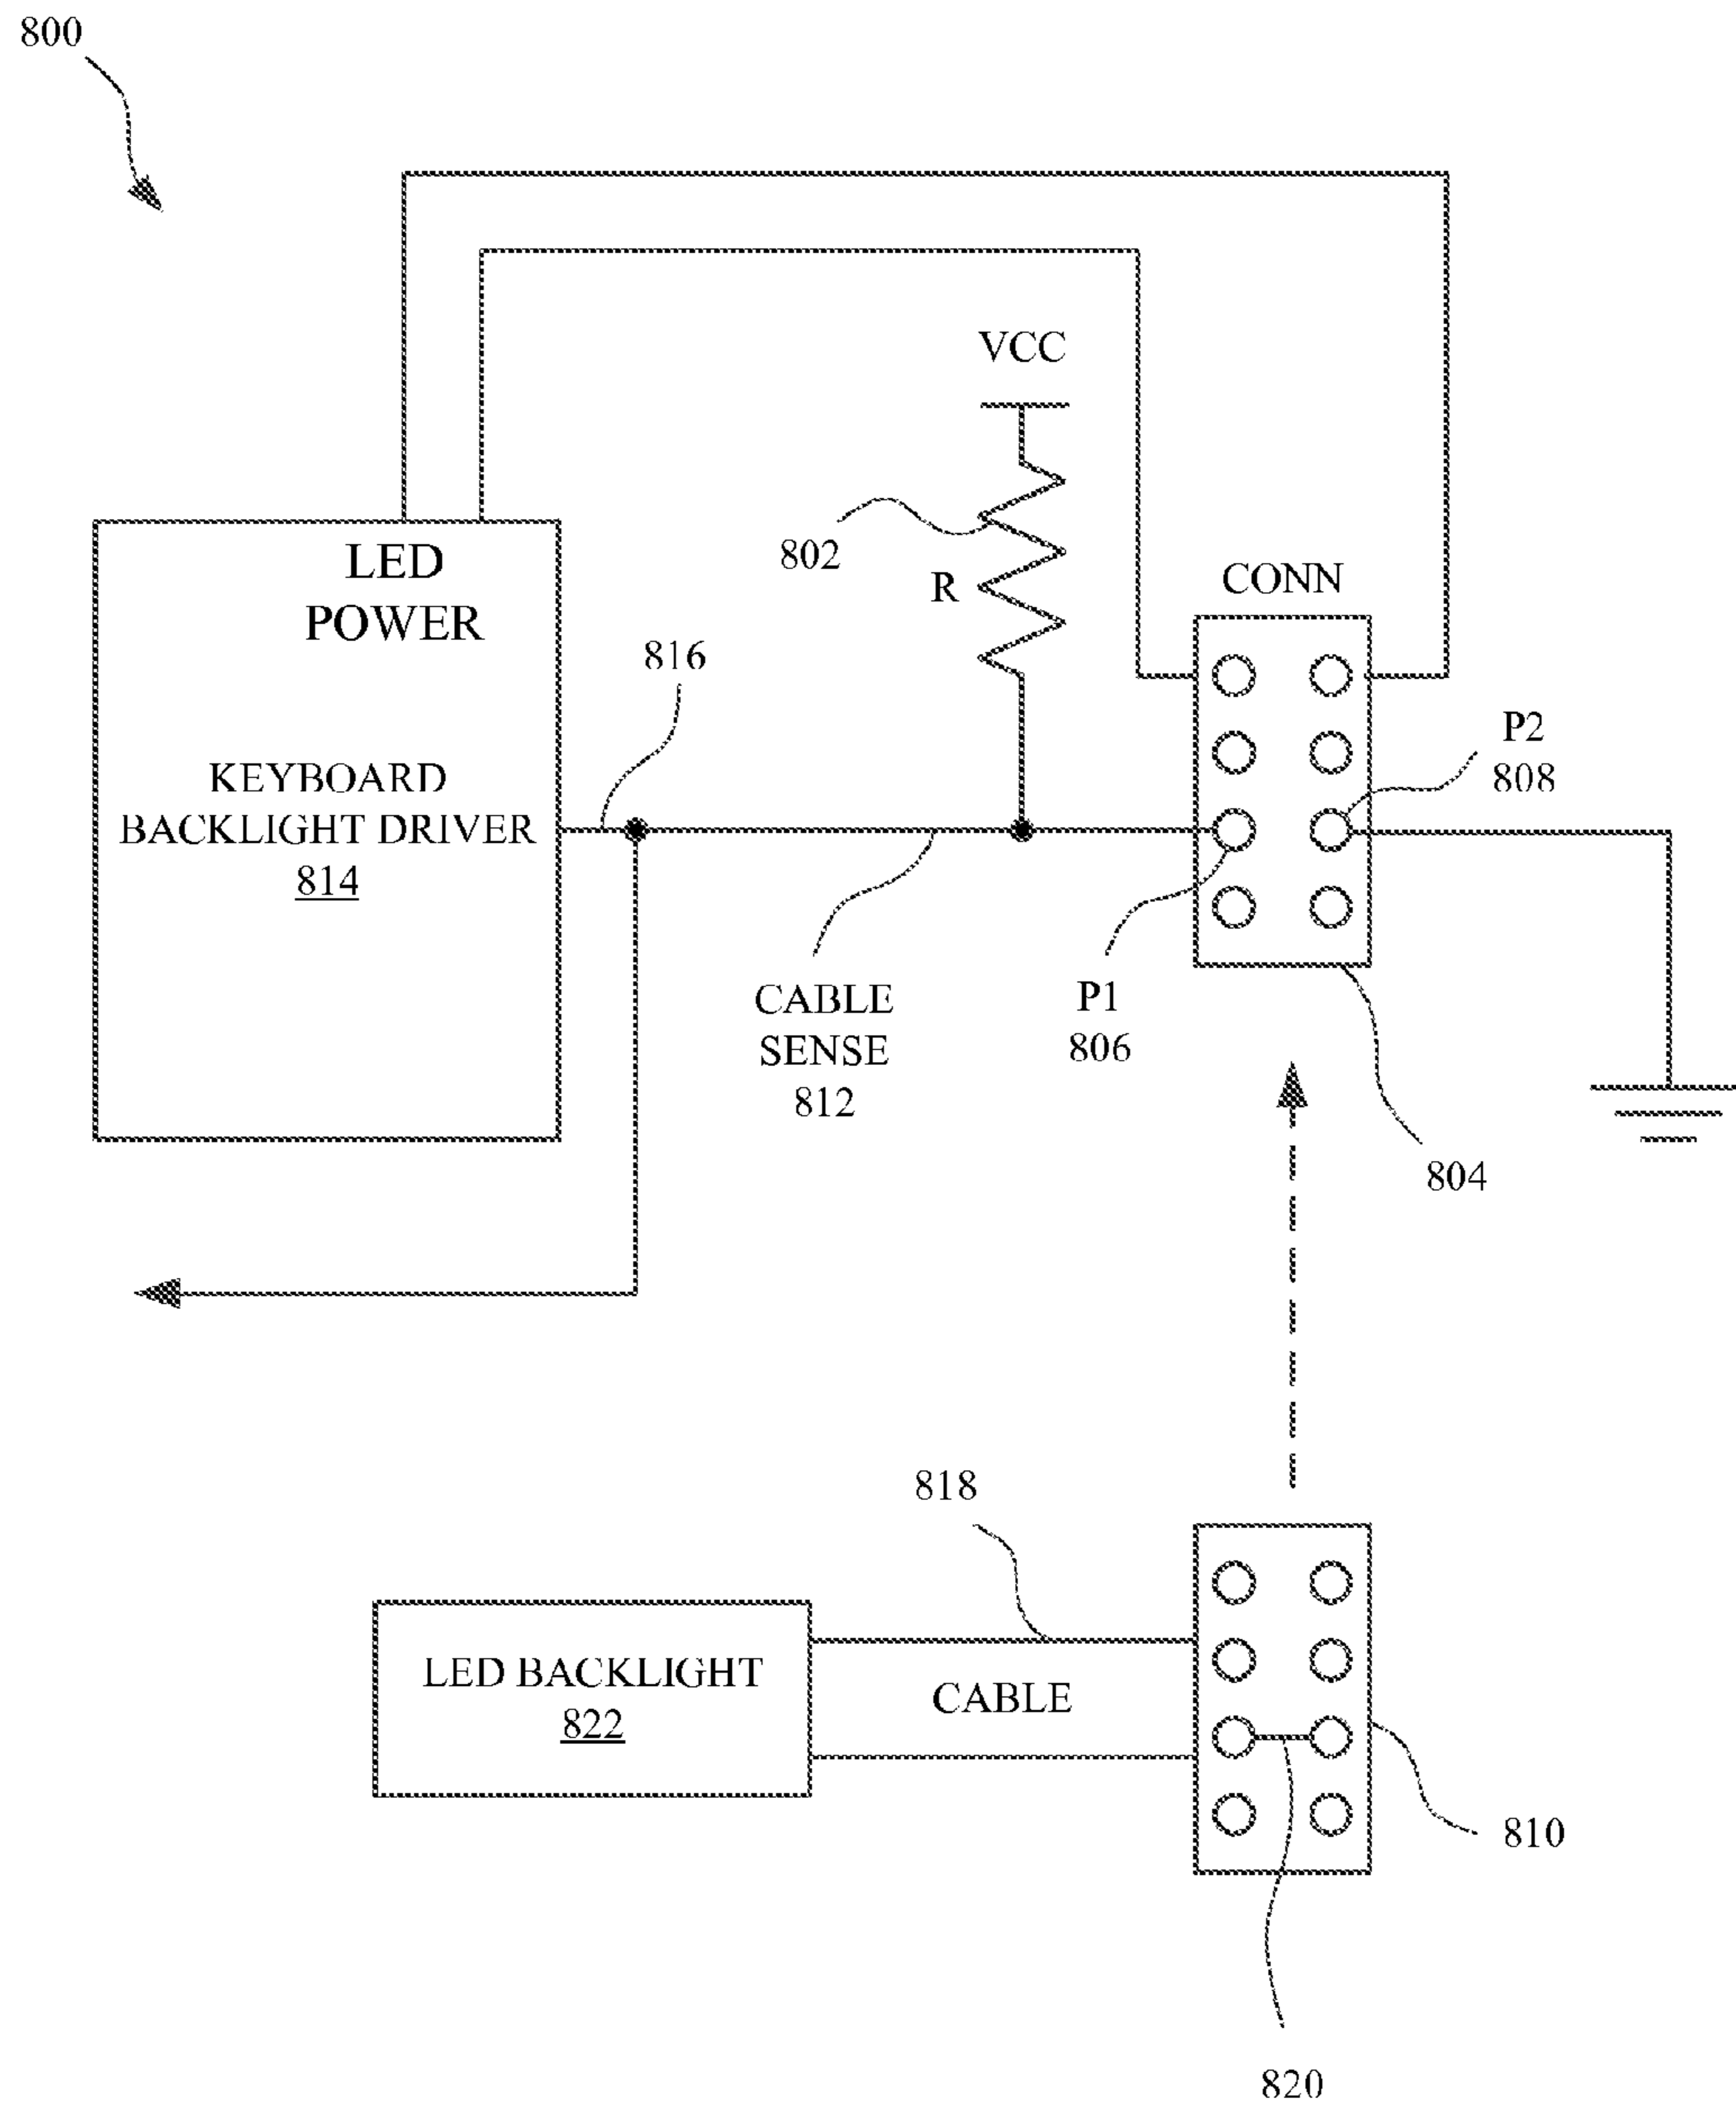 800
VCC
802
R
CONN
LED
POWER
816
P2
808
KEYBOARD
BACKLIGHT DRIVER
814
CABLE
SENSE
812
P1
806
804
818
LED BACKLIGHT
822
CABLE
810
820